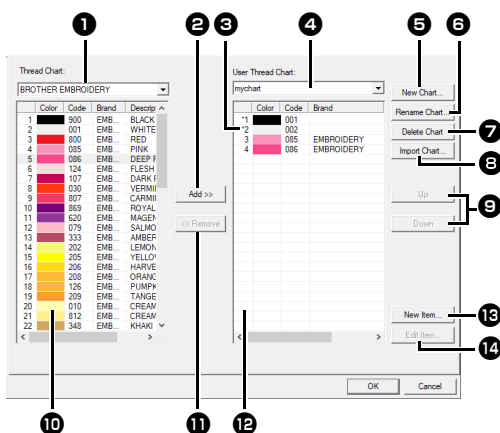 1 2 3 4 5 6
Thread Chart: User Thread Chart:
BROTHER EMBROIDERY mychart New Chart...
Rename Chart...
Delete Chart 7
Import Chart... 8
Color Code Brand Descrip
1 900 EMB... BLACK
2 001 EMB... WHITE
3 800 EMB... RED
4 085 EMB... PINK
5 086 EMB... DEEP F
6 124 EMB... FLESH
7 107 EMB... DARK F
8 030 EMB... VERMI
9 807 EMB... CARMI
10 869 EMB... ROYAL
11 620 EMB... MAGEN
12 079 EMB... SALMO
13 333 EMB... AMBEF
14 202 EMB... LEMON
15 205 EMB... YELLO
16 206 EMB... HARVE
17 208 EMB... ORANG
18 126 EMB... PUMPK
19 209 EMB... TANGE
20 010 EMB... CREAM
21 812 EMB... CREAM
22 348 EMB... KHAKI
Add >>
<< Remove
Color Code Brand
*1 001
*2 002
3 085 EMBROIDERY
4 086 EMBROIDERY
Up
Down 9
New Item... 13
Edit Item... 14
OK Cancel
10 11 12